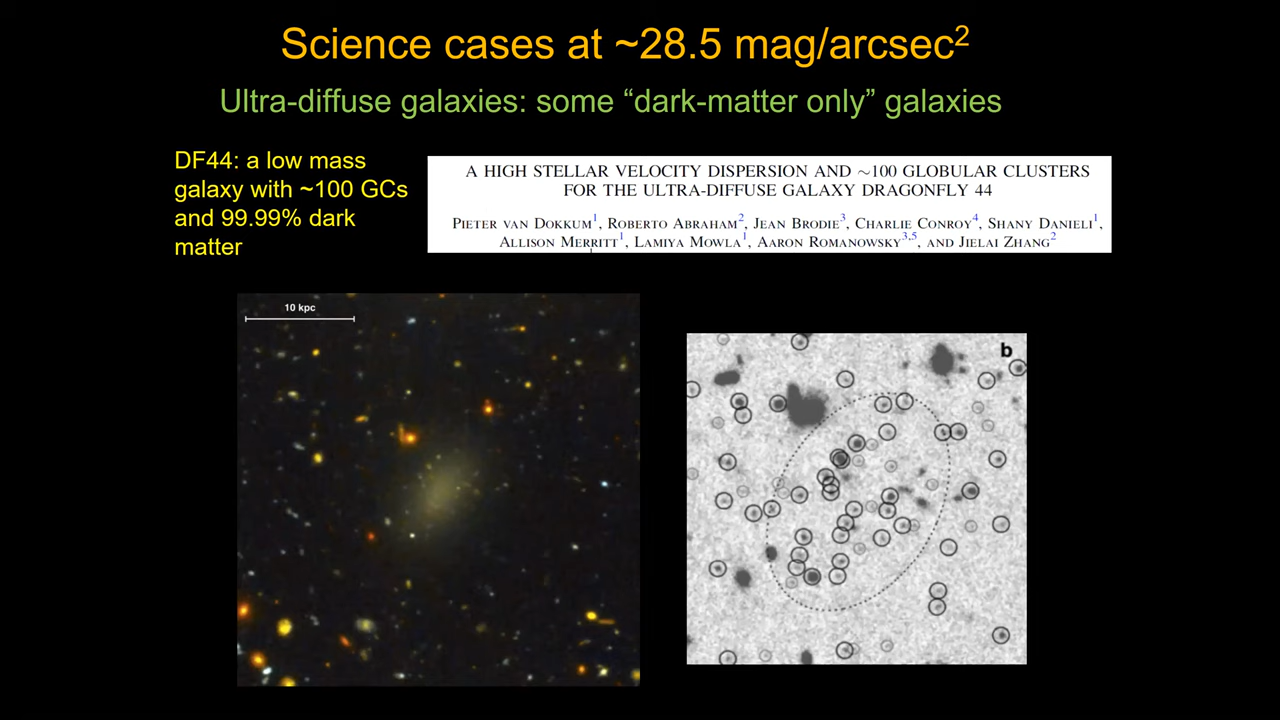 Science cases at ~28.5 mag/arcsec²
Ultra-diffuse galaxies: some “dark-matter only” galaxies
DF44: a low mass
galaxy with ~100 GCs
and 99.99% dark
matter
A HIGH STELLAR VELOCITY DISPERSION AND ∼100 GLOBULAR CLUSTERS
FOR THE ULTRA-DIFFUSE GALAXY DRAGONFLY 44
PIETER VAN DOKKUM¹, ROBERTO ABRAHAM², JEAN BRODIE³, CHARLIE CONROY⁴, SHANY DANIELI¹,
ALLISON MERRITT¹, LAMIYA MOWLA¹, AARON ROMANOWSKY³,⁵, AND JIELAI ZHANG²
10 kpc
b